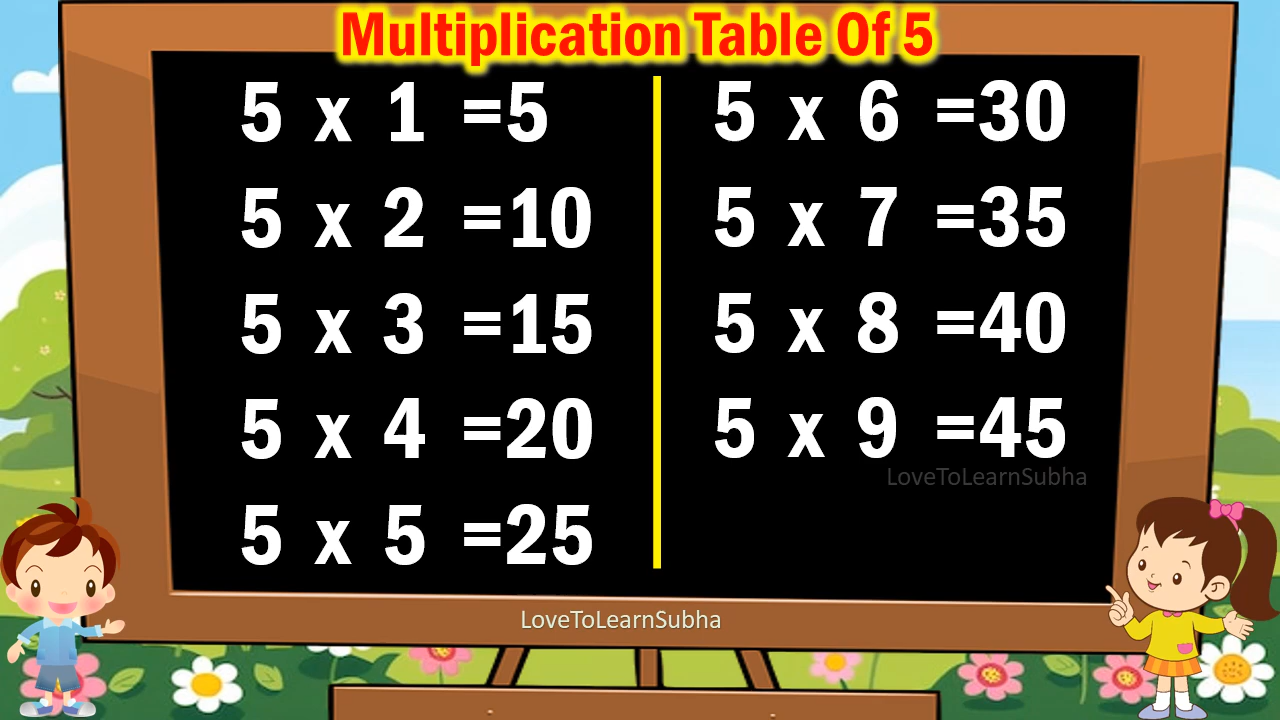 Multiplication Table Of 5
5 x 1 =5
5 x 2 =10
5 x 3 =15
5 x 4 =20
5 x 5 =25
5 x 6 =30
5 x 7 =35
5 x 8 =40
5 x 9 =45
LoveToLearnSubha
LoveToLearnSubha